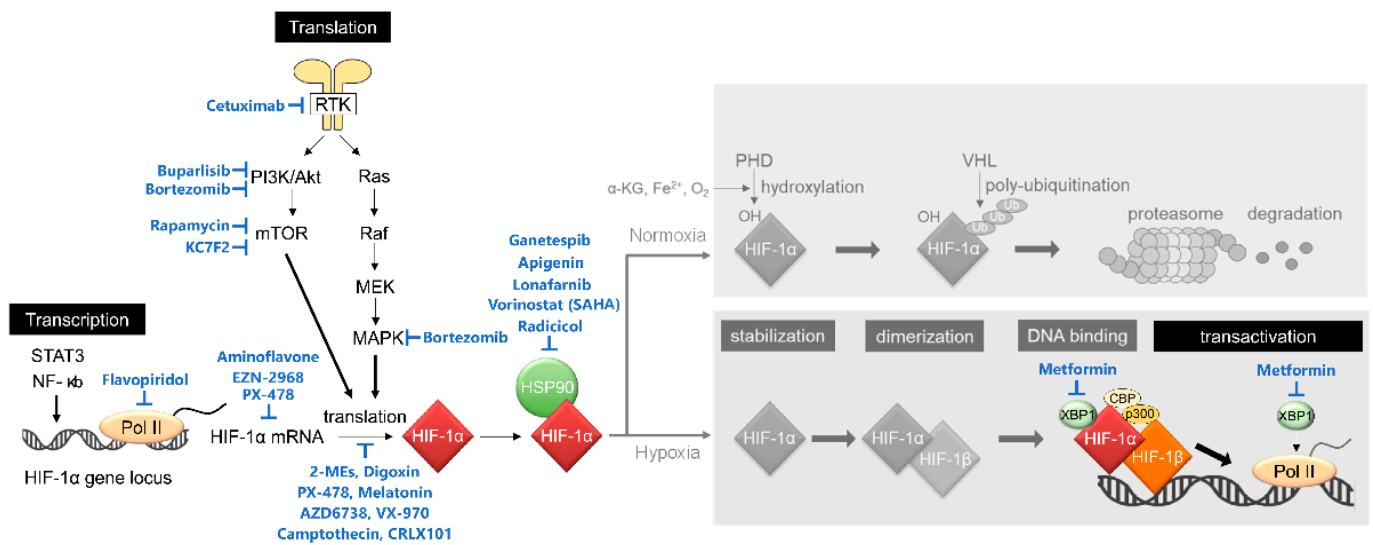 Translation
RTK
Cetuximab
Buparlisib
Bortezomib
PI3K/Akt
Ras
Rapamycin
KC7F2
mTOR
Raf
MEK
MAPK
Bortezomib
Transcription
STAT3
NF-κb
Flavopiridol
Pol II
HIF-1α gene locus
Aminoflavone
EZN-2968
PX-478
HIF-1α mRNA
translation
2-MEs, Digoxin
PX-478, Melatonin
AZD6738, VX-970
Camptothecin, CRLX101
HIF-1α
Ganetespib
Apigenin
Lonafarnib
Vorinostat (SAHA)
Radicicol
HSP90
HIF-1α
Normoxia
Hypoxia
PHD
α-KG, Fe²⁺, O₂
hydroxylation
OH
HIF-1α
VHL
poly-ubiquitination
OH
Ub
Ub
Ub
HIF-1α
proteasome
degradation
stabilization
dimerization
DNA binding
transactivation
HIF-1α
HIF-1α
HIF-1β
Metformin
XBP1
CBP
p300
HIF-1α
HIF-1β
Metformin
XBP1
Pol II